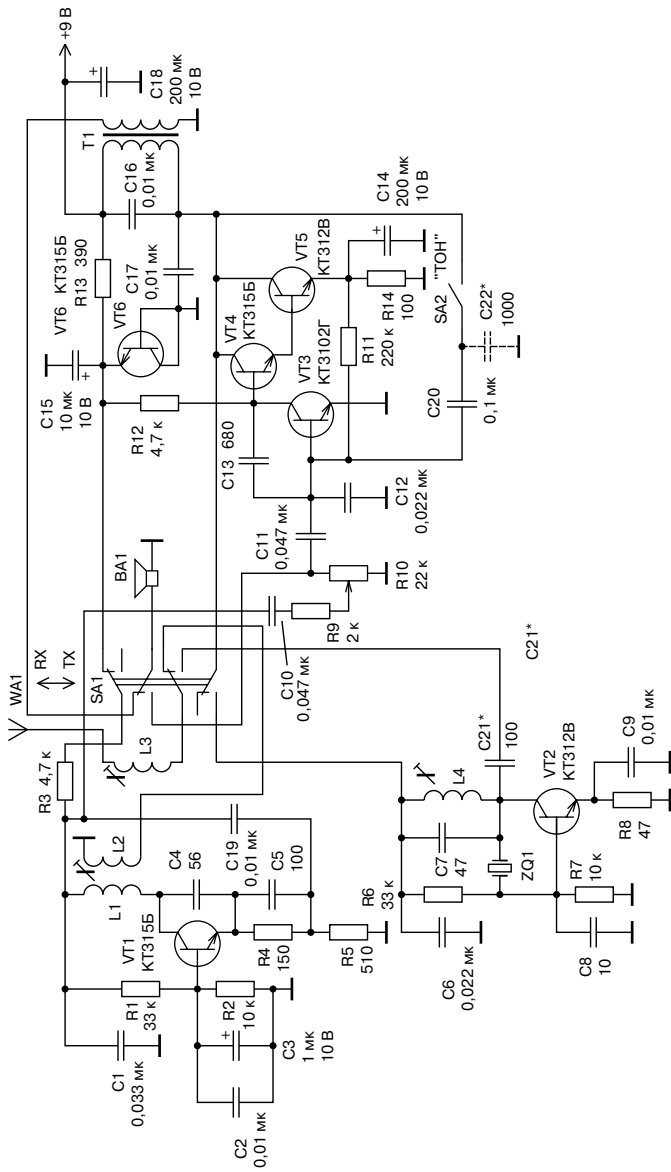 WA1
RX
TX
SA1
R3 4,7 к
L3
BA1
C15
10 мк
10 В
VT6 КТ315Б
R13 390
VT6
C17
0,01 мк
C16
0,01 мк
T1
C18
200 мк
10 В
+9 В
C1
0,033 мк
R1
33 к
VT1
КТ315Б
L1
L2
C4
56
C19
0,01 мк
C5
100
R4
150
R5
510
R2
10 к
C3
1 мк
10 В
C2
0,01 мк
R12
4,7 к
C13 680
VT4
КТ315Б
VT5
КТ312В
VT3
КТ3102Г
C14
200 мк
10 В
R14
100
R11
220 к
SA2 "ТОН"
C22*
1000
C20
0,1 мк
C12
0,022 мк
C11
0,047 мк
R10
22 к
R9
2 к
C10
0,047 мк
C21*
C21*
100
L4
C7
47
R6
33 к
C6
0,022 мк
ZQ1
VT2
КТ312В
C9
0,01 мк
R8
47
R7
10 к
C8
10